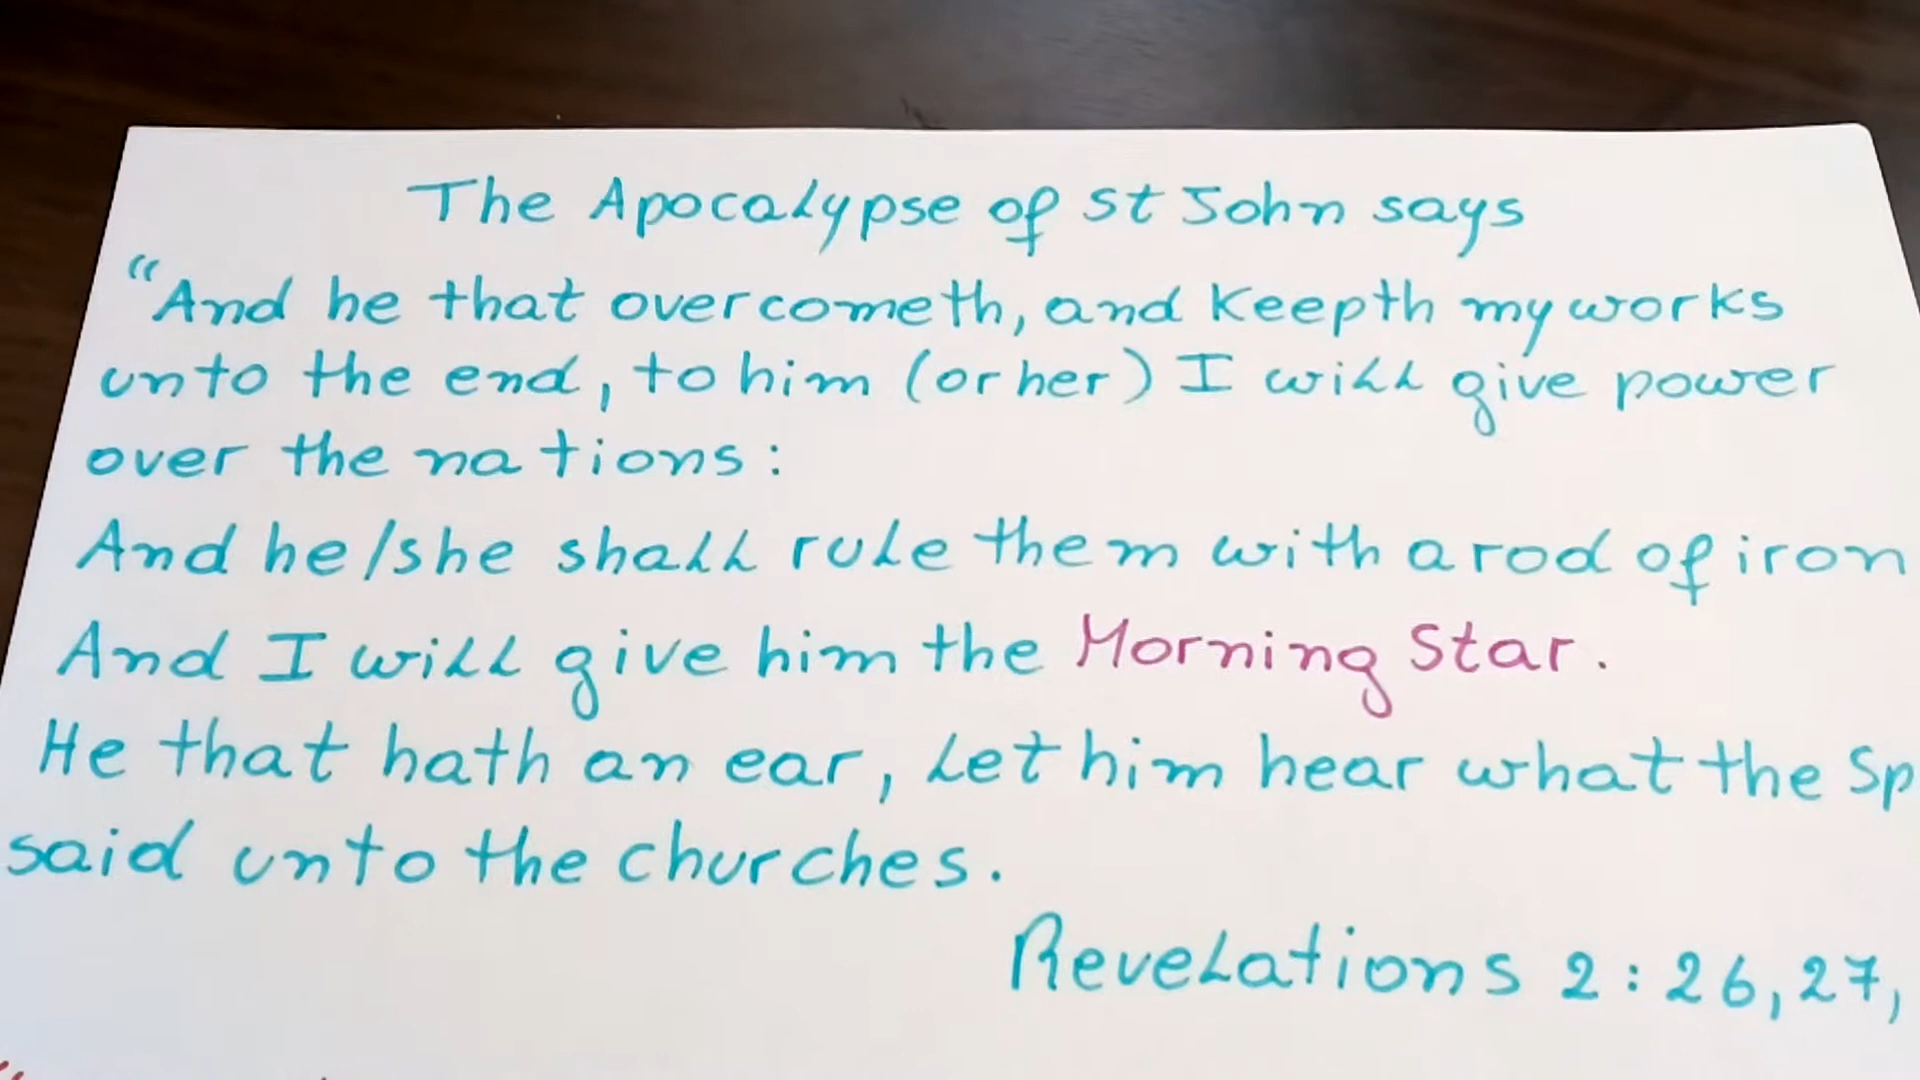 The Apocalypse of st John says
"And he that overcometh, and Keepth my works
unto the end, to him (or her) I will give power
over the nations:
And he/she shall rule them with a rod of iron
And I will give him the Morning Star.
He that hath an ear, Let him hear what the Sp
said unto the churches.
Revelations 2:26,27,